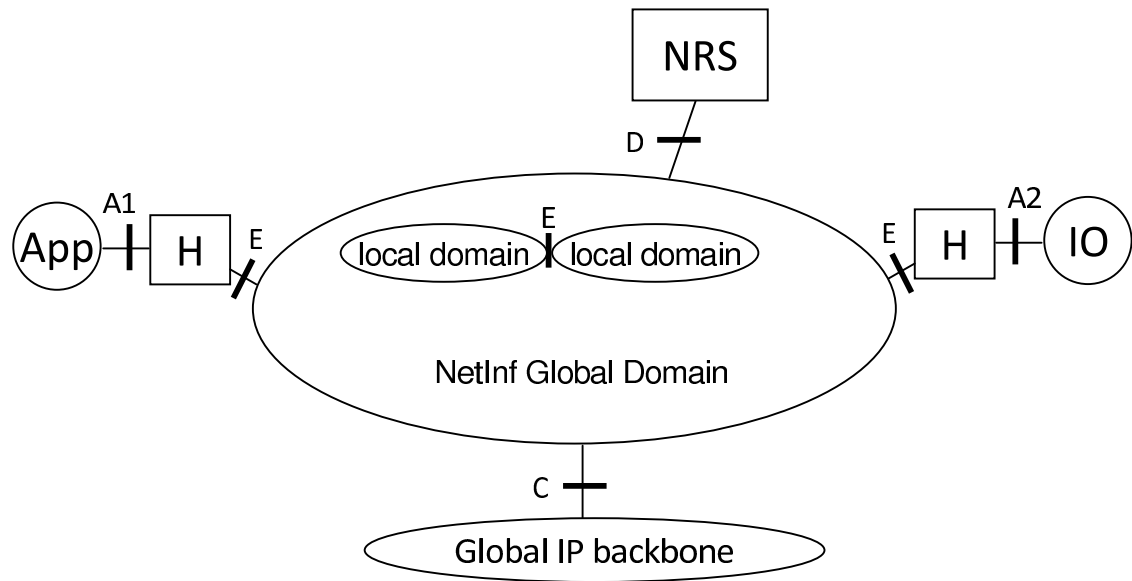 NRS
D
A1
App
H
E
E
local domain
local domain
E
H
A2
IO
NetInf Global Domain
C
Global IP backbone